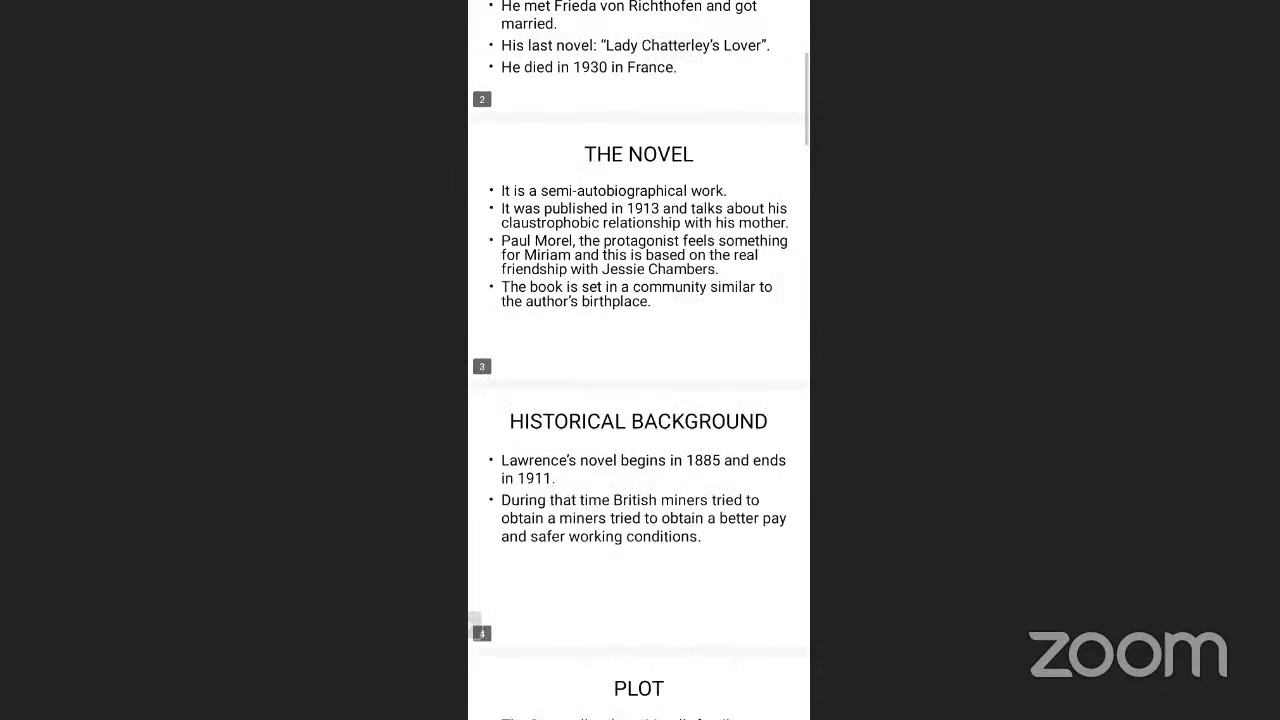 • He met Frieda von Richthofen and got
married.
• His last novel: “Lady Chatterley’s Lover”.
• He died in 1930 in France.
2
THE NOVEL
• It is a semi-autobiographical work.
• It was published in 1913 and talks about his
claustrophobic relationship with his mother.
• Paul Morel, the protagonist feels something
for Miriam and this is based on the real
friendship with Jessie Chambers.
• The book is set in a community similar to
the author’s birthplace.
3
HISTORICAL BACKGROUND
• Lawrence’s novel begins in 1885 and ends
in 1911.
• During that time British miners tried to
obtain a miners tried to obtain a better pay
and safer working conditions.
4
zoom
PLOT